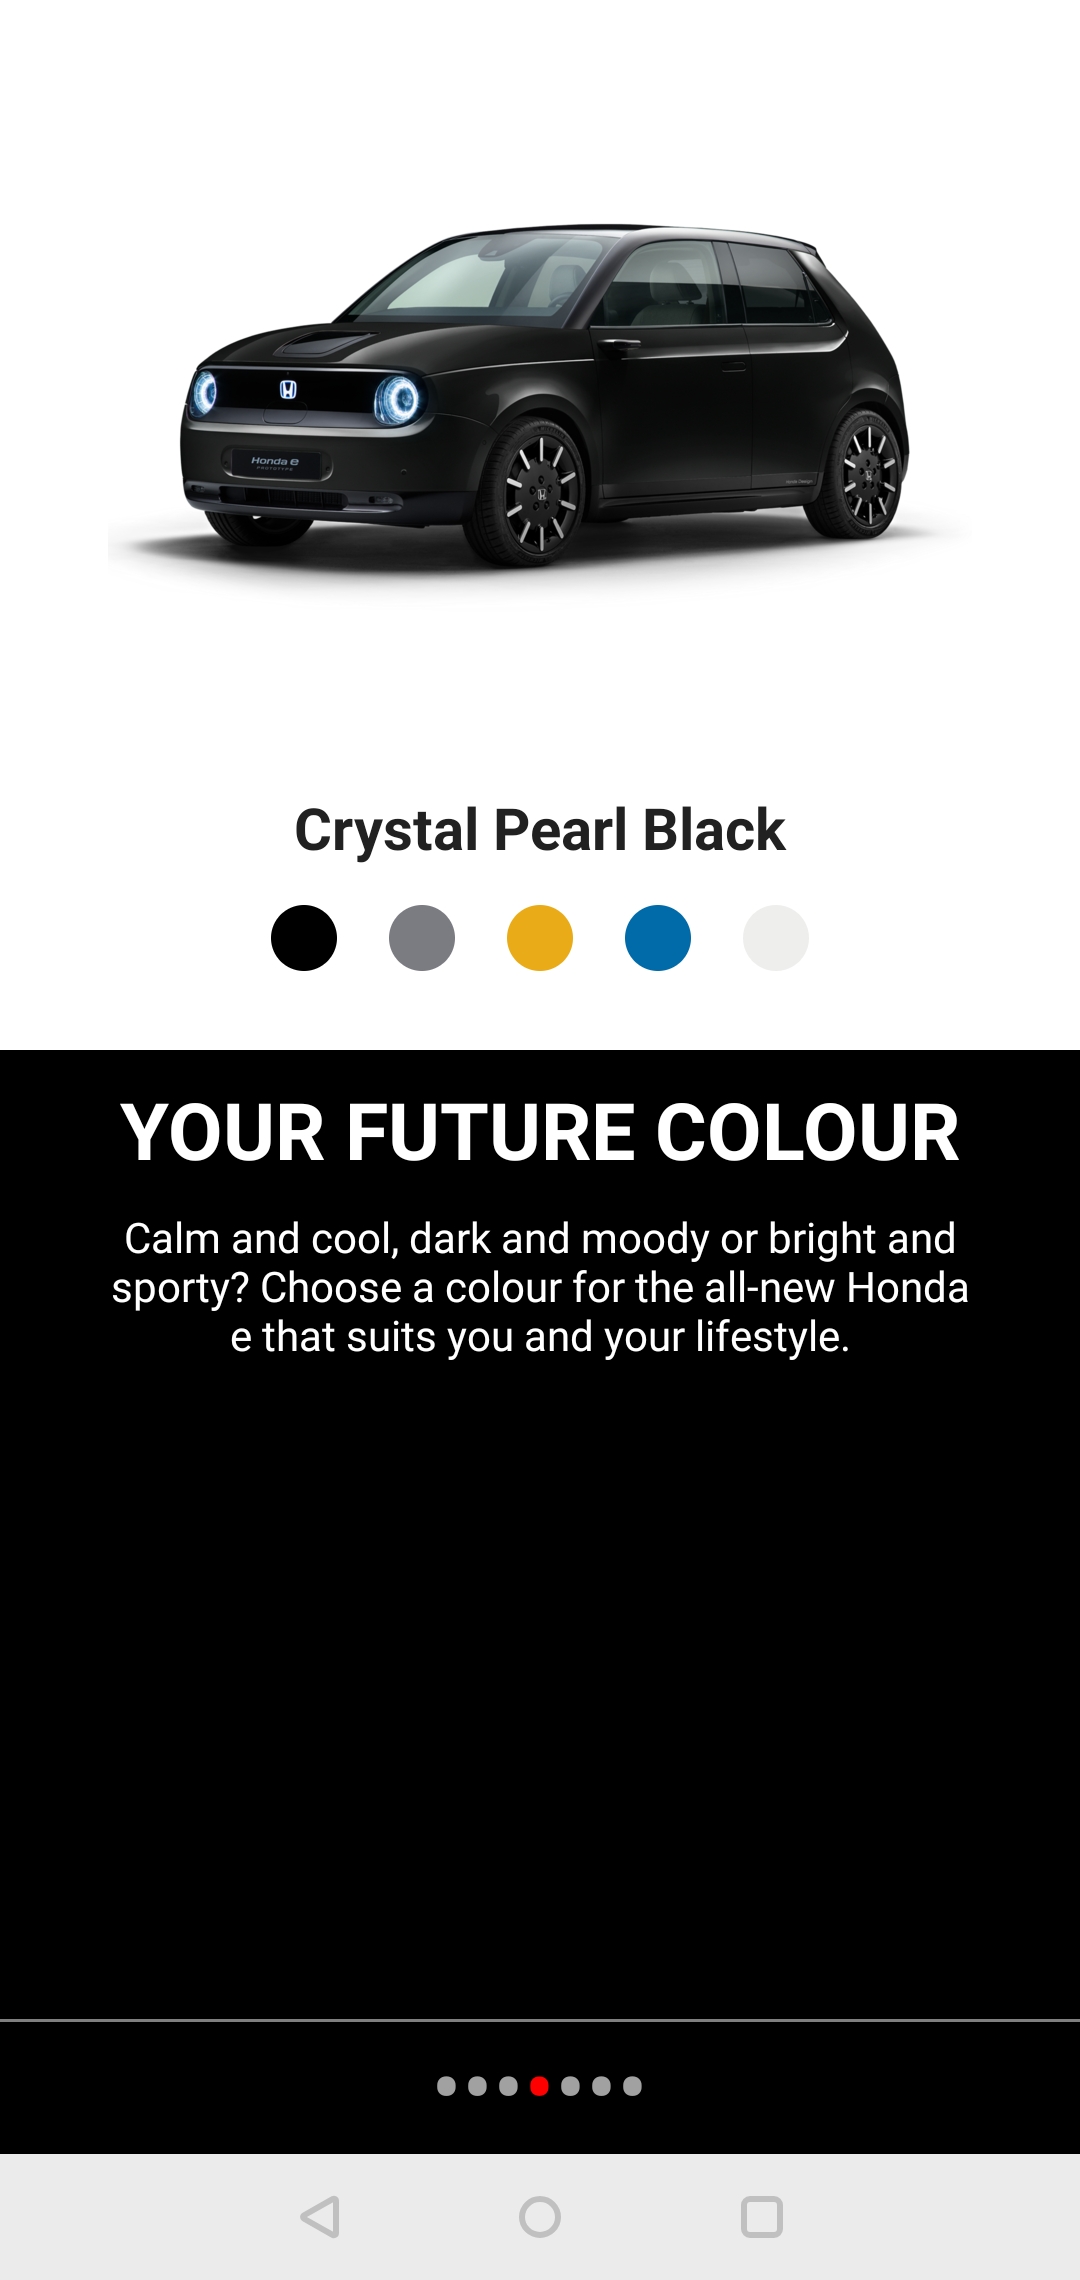 Honda e
PROTOTYPE
Crystal Pearl Black
YOUR FUTURE COLOUR
Calm and cool, dark and moody or bright and
sporty? Choose a colour for the all-new Honda
e that suits you and your lifestyle.